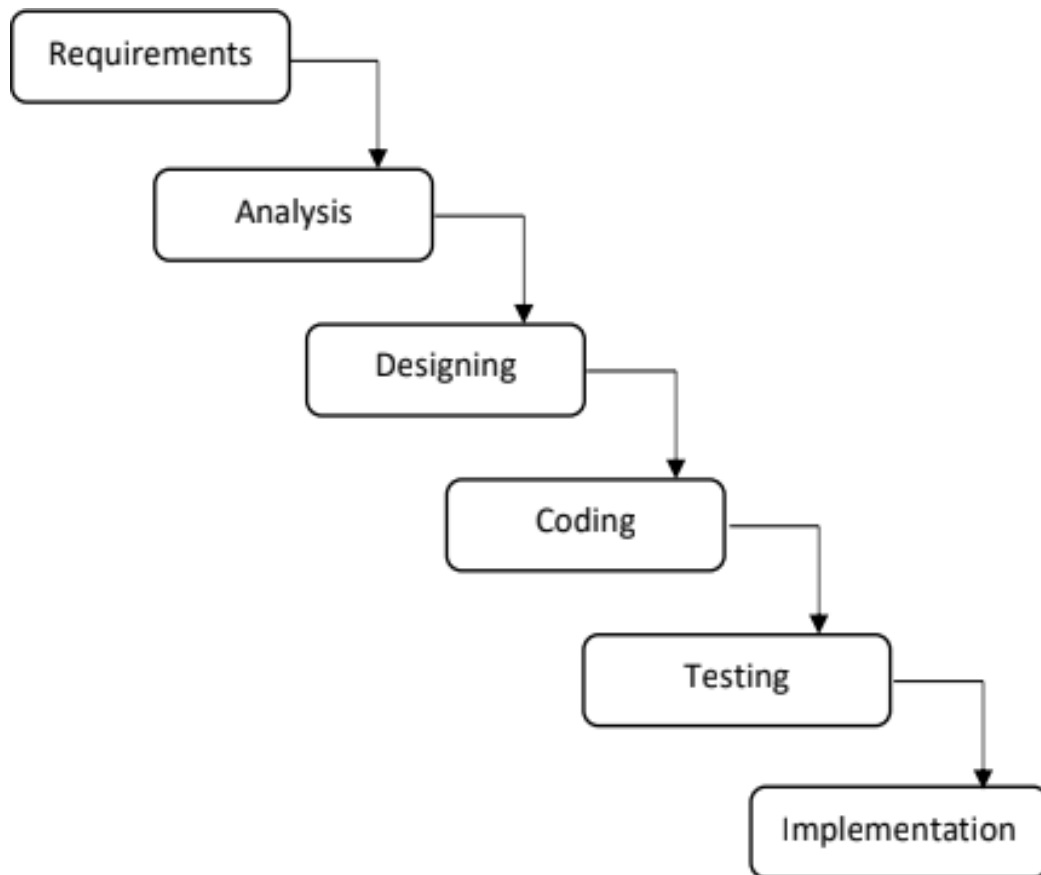 Requirements
Analysis
Designing
Coding
Testing
Implementation